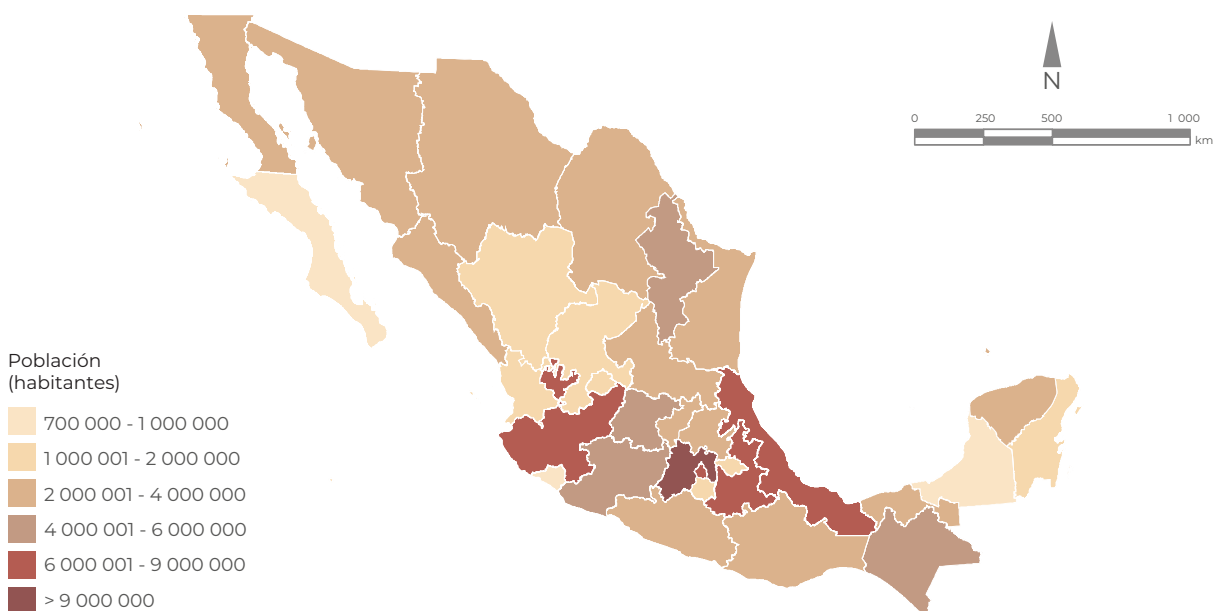 N
0 250 500 1 000
km
Población
(habitantes)
700 000 - 1 000 000
1 000 001 - 2 000 000
2 000 001 - 4 000 000
4 000 001 - 6 000 000
6 000 001 - 9 000 000
> 9 000 000